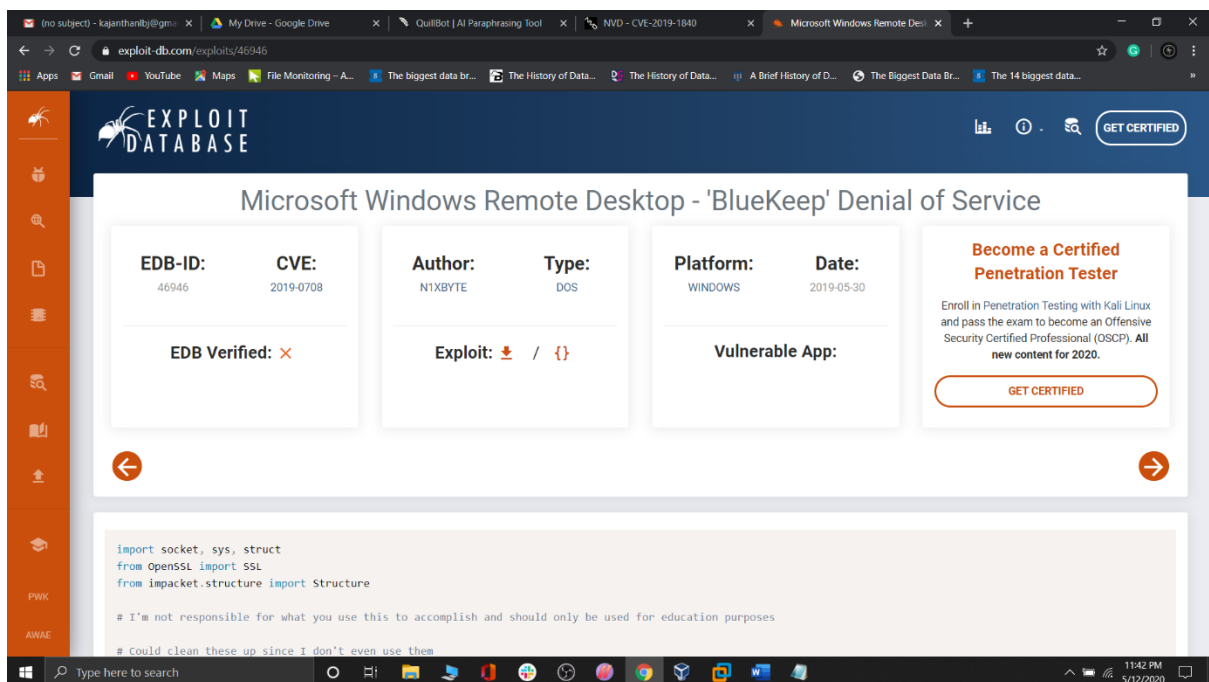 (no subject) - kajanthanlbj@gma
My Drive - Google Drive
QuillBot | AI Paraphrasing Tool
NVD - CVE-2019-1840
Microsoft Windows Remote Desk
exploit-db.com/exploits/46946
Apps
Gmail
YouTube
Maps
File Monitoring – A...
The biggest data br...
The History of Data...
The History of Data...
A Brief History of D...
The Biggest Data Br...
The 14 biggest data...
»
EXPLOIT
DATABASE
GET CERTIFIED
Microsoft Windows Remote Desktop - 'BlueKeep' Denial of Service
EDB-ID:
46946
CVE:
2019-0708
EDB Verified: ×
Author:
N1XBYTE
Type:
DOS
Exploit: / {}
Platform:
WINDOWS
Date:
2019-05-30
Vulnerable App:
Become a Certified
Penetration Tester
Enroll in Penetration Testing with Kali Linux
and pass the exam to become an Offensive
Security Certified Professional (OSCP). All
new content for 2020.
GET CERTIFIED
import socket, sys, struct
from OpenSSL import SSL
from impacket.structure import Structure
# I'm not responsible for what you use this to accomplish and should only be used for education purposes
# Could clean these up since I don't even use them
PWK
AWAE
Type here to search
11:42 PM
5/12/2020